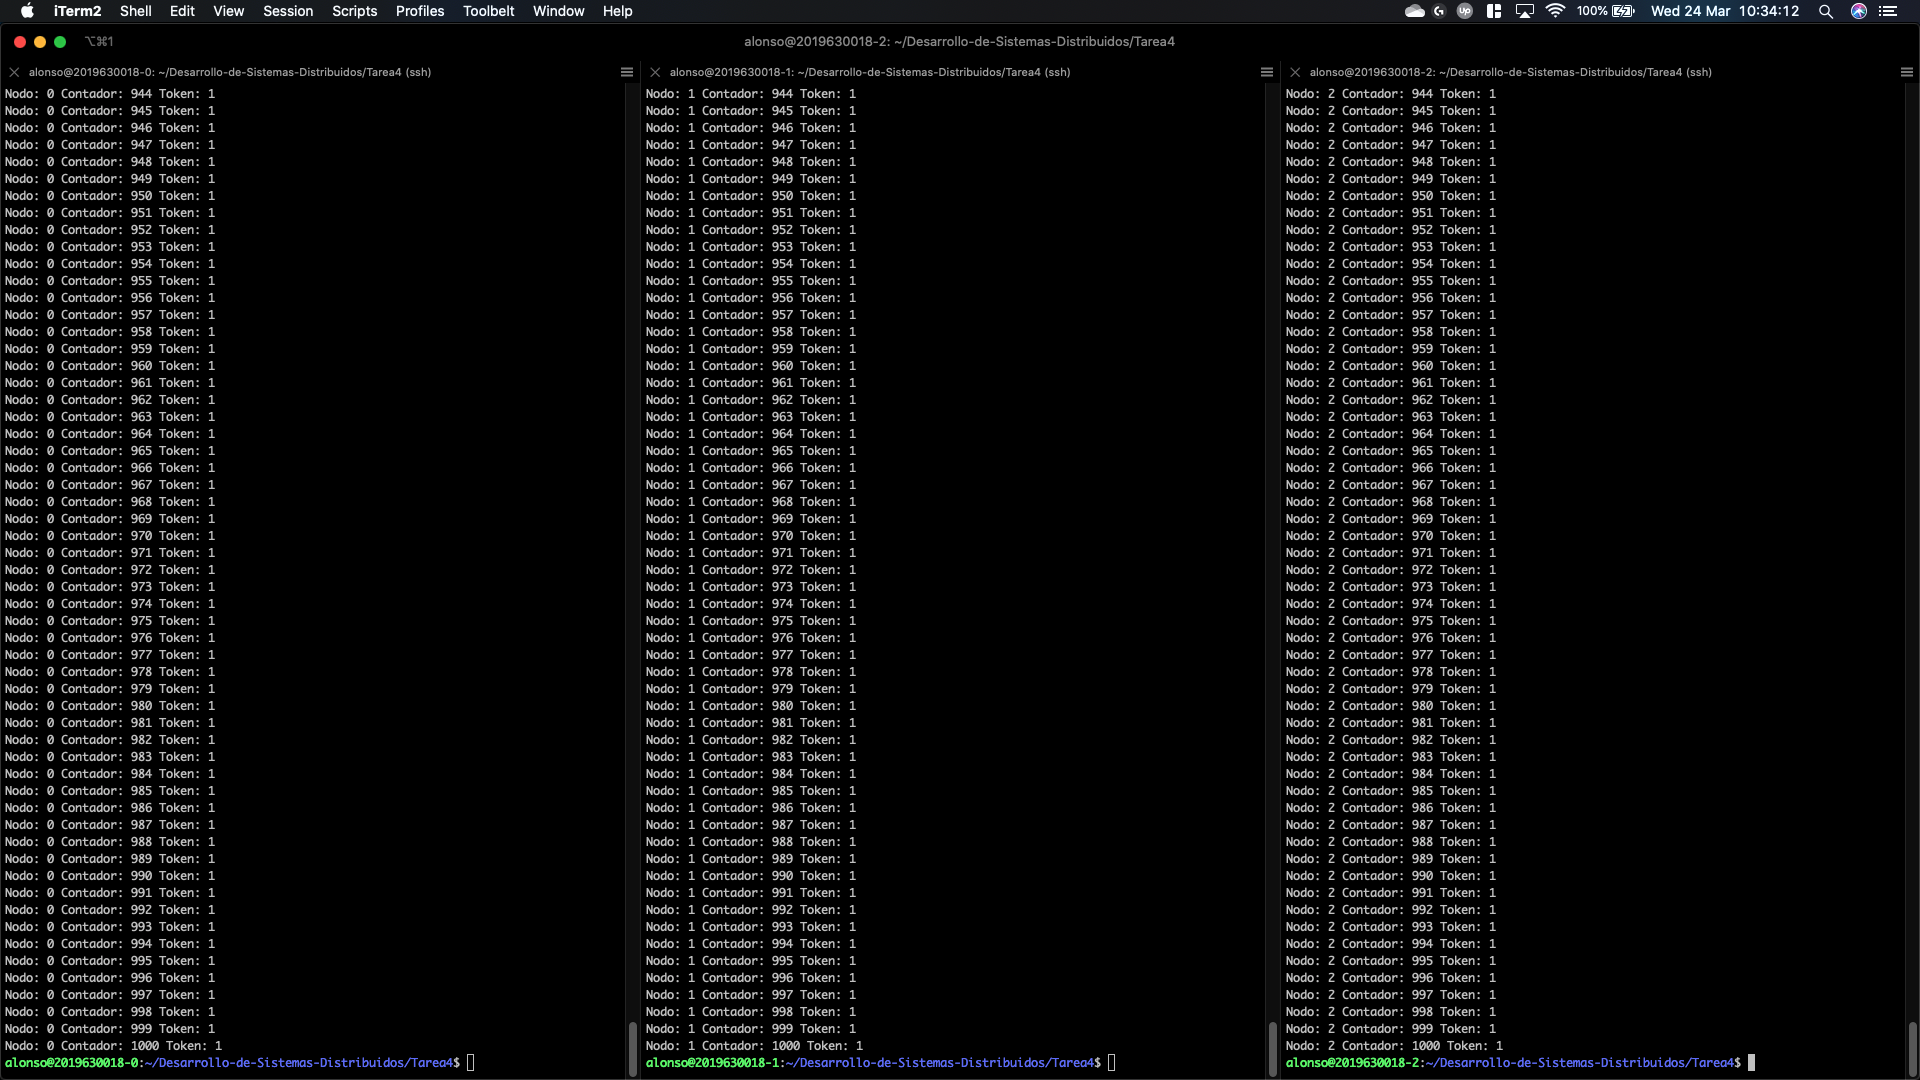 iTerm2 Shell Edit View Session Scripts Profiles Toolbelt Window Help 100% Wed 24 Mar 10:34:12
⌥⌘1 alonso@2019630018-2: ~/Desarrollo-de-Sistemas-Distribuidos/Tarea4
alonso@2019630018-0: ~/Desarrollo-de-Sistemas-Distribuidos/Tarea4 (ssh)
Nodo: 0 Contador: 944 Token: 1
Nodo: 0 Contador: 945 Token: 1
Nodo: 0 Contador: 946 Token: 1
Nodo: 0 Contador: 947 Token: 1
Nodo: 0 Contador: 948 Token: 1
Nodo: 0 Contador: 949 Token: 1
Nodo: 0 Contador: 950 Token: 1
Nodo: 0 Contador: 951 Token: 1
Nodo: 0 Contador: 952 Token: 1
Nodo: 0 Contador: 953 Token: 1
Nodo: 0 Contador: 954 Token: 1
Nodo: 0 Contador: 955 Token: 1
Nodo: 0 Contador: 956 Token: 1
Nodo: 0 Contador: 957 Token: 1
Nodo: 0 Contador: 958 Token: 1
Nodo: 0 Contador: 959 Token: 1
Nodo: 0 Contador: 960 Token: 1
Nodo: 0 Contador: 961 Token: 1
Nodo: 0 Contador: 962 Token: 1
Nodo: 0 Contador: 963 Token: 1
Nodo: 0 Contador: 964 Token: 1
Nodo: 0 Contador: 965 Token: 1
Nodo: 0 Contador: 966 Token: 1
Nodo: 0 Contador: 967 Token: 1
Nodo: 0 Contador: 968 Token: 1
Nodo: 0 Contador: 969 Token: 1
Nodo: 0 Contador: 970 Token: 1
Nodo: 0 Contador: 971 Token: 1
Nodo: 0 Contador: 972 Token: 1
Nodo: 0 Contador: 973 Token: 1
Nodo: 0 Contador: 974 Token: 1
Nodo: 0 Contador: 975 Token: 1
Nodo: 0 Contador: 976 Token: 1
Nodo: 0 Contador: 977 Token: 1
Nodo: 0 Contador: 978 Token: 1
Nodo: 0 Contador: 979 Token: 1
Nodo: 0 Contador: 980 Token: 1
Nodo: 0 Contador: 981 Token: 1
Nodo: 0 Contador: 982 Token: 1
Nodo: 0 Contador: 983 Token: 1
Nodo: 0 Contador: 984 Token: 1
Nodo: 0 Contador: 985 Token: 1
Nodo: 0 Contador: 986 Token: 1
Nodo: 0 Contador: 987 Token: 1
Nodo: 0 Contador: 988 Token: 1
Nodo: 0 Contador: 989 Token: 1
Nodo: 0 Contador: 990 Token: 1
Nodo: 0 Contador: 991 Token: 1
Nodo: 0 Contador: 992 Token: 1
Nodo: 0 Contador: 993 Token: 1
Nodo: 0 Contador: 994 Token: 1
Nodo: 0 Contador: 995 Token: 1
Nodo: 0 Contador: 996 Token: 1
Nodo: 0 Contador: 997 Token: 1
Nodo: 0 Contador: 998 Token: 1
Nodo: 0 Contador: 999 Token: 1
Nodo: 0 Contador: 1000 Token: 1
alonso@2019630018-0:~/Desarrollo-de-Sistemas-Distribuidos/Tarea4$
alonso@2019630018-1: ~/Desarrollo-de-Sistemas-Distribuidos/Tarea4 (ssh)
Nodo: 1 Contador: 944 Token: 1
Nodo: 1 Contador: 945 Token: 1
Nodo: 1 Contador: 946 Token: 1
Nodo: 1 Contador: 947 Token: 1
Nodo: 1 Contador: 948 Token: 1
Nodo: 1 Contador: 949 Token: 1
Nodo: 1 Contador: 950 Token: 1
Nodo: 1 Contador: 951 Token: 1
Nodo: 1 Contador: 952 Token: 1
Nodo: 1 Contador: 953 Token: 1
Nodo: 1 Contador: 954 Token: 1
Nodo: 1 Contador: 955 Token: 1
Nodo: 1 Contador: 956 Token: 1
Nodo: 1 Contador: 957 Token: 1
Nodo: 1 Contador: 958 Token: 1
Nodo: 1 Contador: 959 Token: 1
Nodo: 1 Contador: 960 Token: 1
Nodo: 1 Contador: 961 Token: 1
Nodo: 1 Contador: 962 Token: 1
Nodo: 1 Contador: 963 Token: 1
Nodo: 1 Contador: 964 Token: 1
Nodo: 1 Contador: 965 Token: 1
Nodo: 1 Contador: 966 Token: 1
Nodo: 1 Contador: 967 Token: 1
Nodo: 1 Contador: 968 Token: 1
Nodo: 1 Contador: 969 Token: 1
Nodo: 1 Contador: 970 Token: 1
Nodo: 1 Contador: 971 Token: 1
Nodo: 1 Contador: 972 Token: 1
Nodo: 1 Contador: 973 Token: 1
Nodo: 1 Contador: 974 Token: 1
Nodo: 1 Contador: 975 Token: 1
Nodo: 1 Contador: 976 Token: 1
Nodo: 1 Contador: 977 Token: 1
Nodo: 1 Contador: 978 Token: 1
Nodo: 1 Contador: 979 Token: 1
Nodo: 1 Contador: 980 Token: 1
Nodo: 1 Contador: 981 Token: 1
Nodo: 1 Contador: 982 Token: 1
Nodo: 1 Contador: 983 Token: 1
Nodo: 1 Contador: 984 Token: 1
Nodo: 1 Contador: 985 Token: 1
Nodo: 1 Contador: 986 Token: 1
Nodo: 1 Contador: 987 Token: 1
Nodo: 1 Contador: 988 Token: 1
Nodo: 1 Contador: 989 Token: 1
Nodo: 1 Contador: 990 Token: 1
Nodo: 1 Contador: 991 Token: 1
Nodo: 1 Contador: 992 Token: 1
Nodo: 1 Contador: 993 Token: 1
Nodo: 1 Contador: 994 Token: 1
Nodo: 1 Contador: 995 Token: 1
Nodo: 1 Contador: 996 Token: 1
Nodo: 1 Contador: 997 Token: 1
Nodo: 1 Contador: 998 Token: 1
Nodo: 1 Contador: 999 Token: 1
Nodo: 1 Contador: 1000 Token: 1
alonso@2019630018-1:~/Desarrollo-de-Sistemas-Distribuidos/Tarea4$
alonso@2019630018-2: ~/Desarrollo-de-Sistemas-Distribuidos/Tarea4 (ssh)
Nodo: 2 Contador: 944 Token: 1
Nodo: 2 Contador: 945 Token: 1
Nodo: 2 Contador: 946 Token: 1
Nodo: 2 Contador: 947 Token: 1
Nodo: 2 Contador: 948 Token: 1
Nodo: 2 Contador: 949 Token: 1
Nodo: 2 Contador: 950 Token: 1
Nodo: 2 Contador: 951 Token: 1
Nodo: 2 Contador: 952 Token: 1
Nodo: 2 Contador: 953 Token: 1
Nodo: 2 Contador: 954 Token: 1
Nodo: 2 Contador: 955 Token: 1
Nodo: 2 Contador: 956 Token: 1
Nodo: 2 Contador: 957 Token: 1
Nodo: 2 Contador: 958 Token: 1
Nodo: 2 Contador: 959 Token: 1
Nodo: 2 Contador: 960 Token: 1
Nodo: 2 Contador: 961 Token: 1
Nodo: 2 Contador: 962 Token: 1
Nodo: 2 Contador: 963 Token: 1
Nodo: 2 Contador: 964 Token: 1
Nodo: 2 Contador: 965 Token: 1
Nodo: 2 Contador: 966 Token: 1
Nodo: 2 Contador: 967 Token: 1
Nodo: 2 Contador: 968 Token: 1
Nodo: 2 Contador: 969 Token: 1
Nodo: 2 Contador: 970 Token: 1
Nodo: 2 Contador: 971 Token: 1
Nodo: 2 Contador: 972 Token: 1
Nodo: 2 Contador: 973 Token: 1
Nodo: 2 Contador: 974 Token: 1
Nodo: 2 Contador: 975 Token: 1
Nodo: 2 Contador: 976 Token: 1
Nodo: 2 Contador: 977 Token: 1
Nodo: 2 Contador: 978 Token: 1
Nodo: 2 Contador: 979 Token: 1
Nodo: 2 Contador: 980 Token: 1
Nodo: 2 Contador: 981 Token: 1
Nodo: 2 Contador: 982 Token: 1
Nodo: 2 Contador: 983 Token: 1
Nodo: 2 Contador: 984 Token: 1
Nodo: 2 Contador: 985 Token: 1
Nodo: 2 Contador: 986 Token: 1
Nodo: 2 Contador: 987 Token: 1
Nodo: 2 Contador: 988 Token: 1
Nodo: 2 Contador: 989 Token: 1
Nodo: 2 Contador: 990 Token: 1
Nodo: 2 Contador: 991 Token: 1
Nodo: 2 Contador: 992 Token: 1
Nodo: 2 Contador: 993 Token: 1
Nodo: 2 Contador: 994 Token: 1
Nodo: 2 Contador: 995 Token: 1
Nodo: 2 Contador: 996 Token: 1
Nodo: 2 Contador: 997 Token: 1
Nodo: 2 Contador: 998 Token: 1
Nodo: 2 Contador: 999 Token: 1
Nodo: 2 Contador: 1000 Token: 1
alonso@2019630018-2:~/Desarrollo-de-Sistemas-Distribuidos/Tarea4$